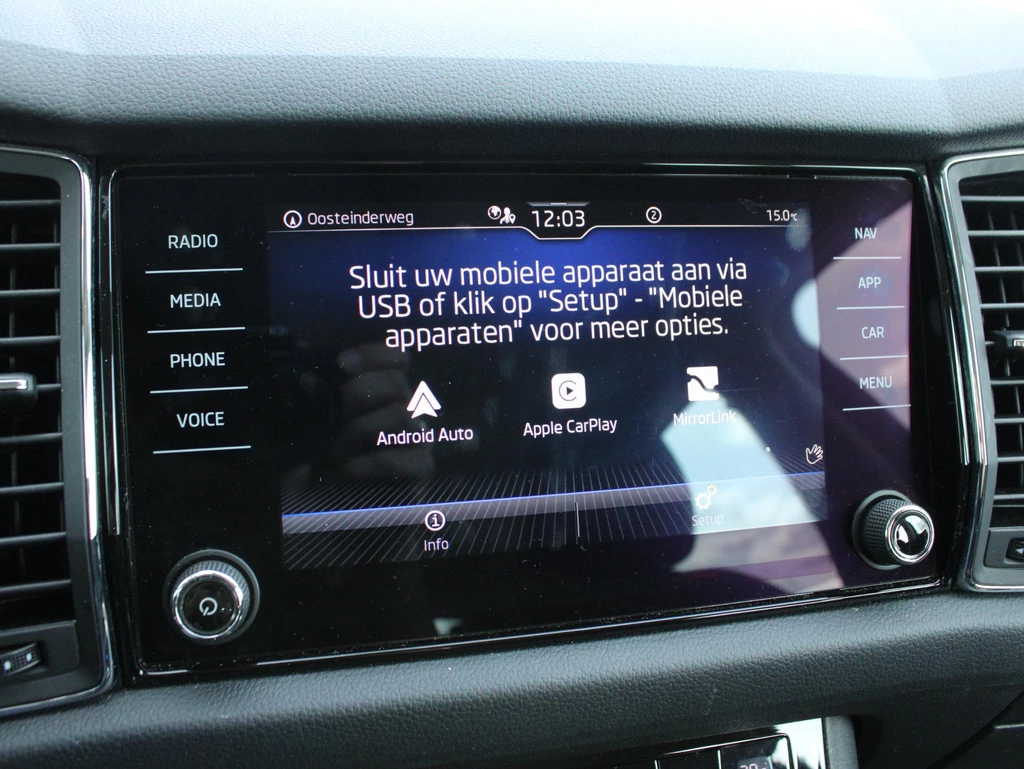 Oosteinderweg 12:03 2 15.0°C
RADIO
MEDIA
PHONE
VOICE
Sluit uw mobiele apparaat aan via
USB of klik op "Setup" - "Mobiele
apparaten" voor meer opties.
Android Auto
Apple CarPlay
MirrorLink
Info
Setup
NAV
APP
CAR
MENU